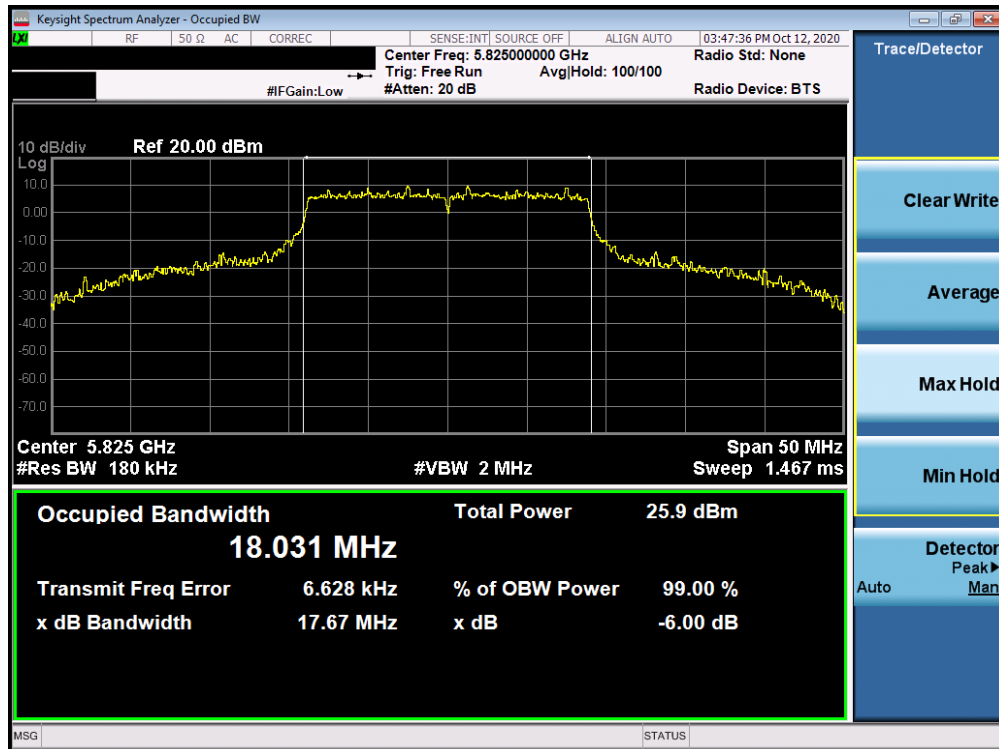 Keysight Spectrum Analyzer - Occupied BW
LXI RF 50 Ω AC CORREC SENSE:INT SOURCE OFF ALIGN AUTO 03:47:36 PM Oct 12, 2020
Center Freq: 5.825000000 GHz Radio Std: None
Trig: Free Run Avg|Hold: 100/100
#IFGain:Low #Atten: 20 dB Radio Device: BTS
10 dB/div Ref 20.00 dBm
Log
10.0
0.00
-10.0
-20.0
-30.0
-40.0
-50.0
-60.0
-70.0
Center 5.825 GHz Span 50 MHz
#Res BW 180 kHz #VBW 2 MHz Sweep 1.467 ms
Occupied Bandwidth Total Power 25.9 dBm
18.031 MHz
Transmit Freq Error 6.628 kHz % of OBW Power 99.00 %
x dB Bandwidth 17.67 MHz x dB -6.00 dB
MSG STATUS
Trace/Detector
Clear Write
Average
Max Hold
Min Hold
Detector
Peak▶
Auto Man